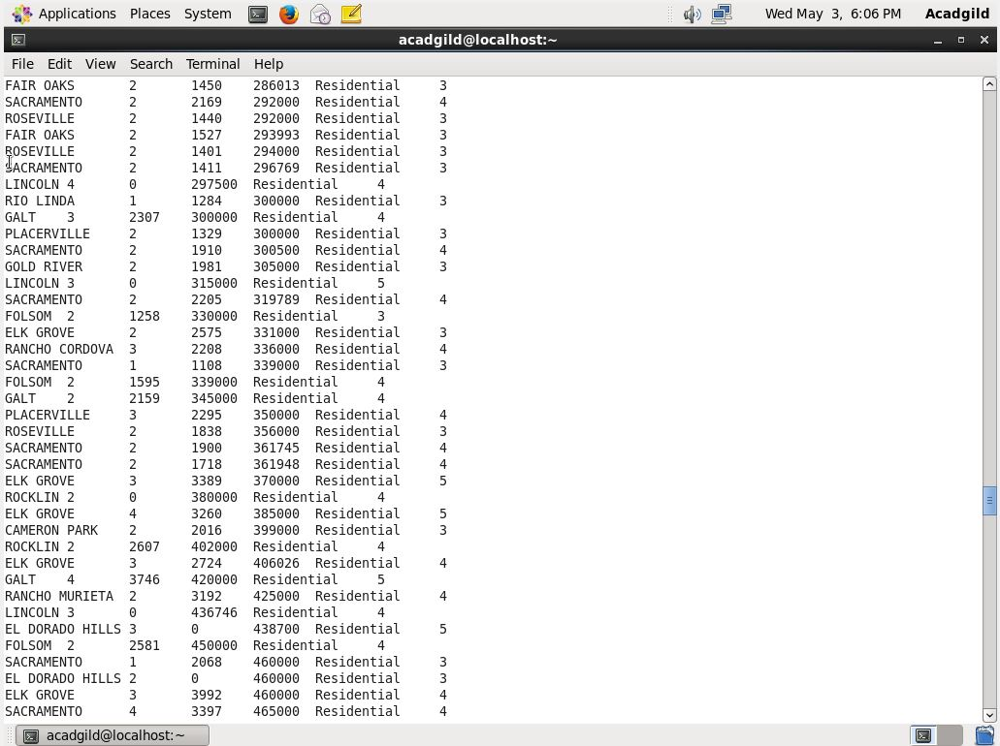 Applications Places System Wed May 3, 6:06 PM Acadgild
acadgild@localhost:~
File Edit View Search Terminal Help
FAIR OAKS 2 1450 286013 Residential 3
SACRAMENTO 2 2169 292000 Residential 4
ROSEVILLE 2 1440 292000 Residential 3
FAIR OAKS 2 1527 293993 Residential 3
ROSEVILLE 2 1401 294000 Residential 3
SACRAMENTO 2 1411 296769 Residential 3
LINCOLN 4 0 297500 Residential 4
RIO LINDA 1 1284 300000 Residential 3
GALT 3 2307 300000 Residential 4
PLACERVILLE 2 1329 300000 Residential 3
SACRAMENTO 2 1910 300500 Residential 4
GOLD RIVER 2 1981 305000 Residential 3
LINCOLN 3 0 315000 Residential 5
SACRAMENTO 2 2205 319789 Residential 4
FOLSOM 2 1258 330000 Residential 3
ELK GROVE 2 2575 331000 Residential 3
RANCHO CORDOVA 3 2208 336000 Residential 4
SACRAMENTO 1 1108 339000 Residential 3
FOLSOM 2 1595 339000 Residential 4
GALT 2 2159 345000 Residential 4
PLACERVILLE 3 2295 350000 Residential 4
ROSEVILLE 2 1838 356000 Residential 3
SACRAMENTO 2 1900 361745 Residential 4
SACRAMENTO 2 1718 361948 Residential 4
ELK GROVE 3 3389 370000 Residential 5
ROCKLIN 2 0 380000 Residential 4
ELK GROVE 4 3260 385000 Residential 5
CAMERON PARK 2 2016 399000 Residential 3
ROCKLIN 2 2607 402000 Residential 4
ELK GROVE 3 2724 406026 Residential 4
GALT 4 3746 420000 Residential 5
RANCHO MURIETA 2 3192 425000 Residential 4
LINCOLN 3 0 436746 Residential 4
EL DORADO HILLS 3 0 438700 Residential 5
FOLSOM 2 2581 450000 Residential 4
SACRAMENTO 1 2068 460000 Residential 3
EL DORADO HILLS 2 0 460000 Residential 3
ELK GROVE 3 3992 460000 Residential 4
SACRAMENTO 4 3397 465000 Residential 4
acadgild@localhost:~